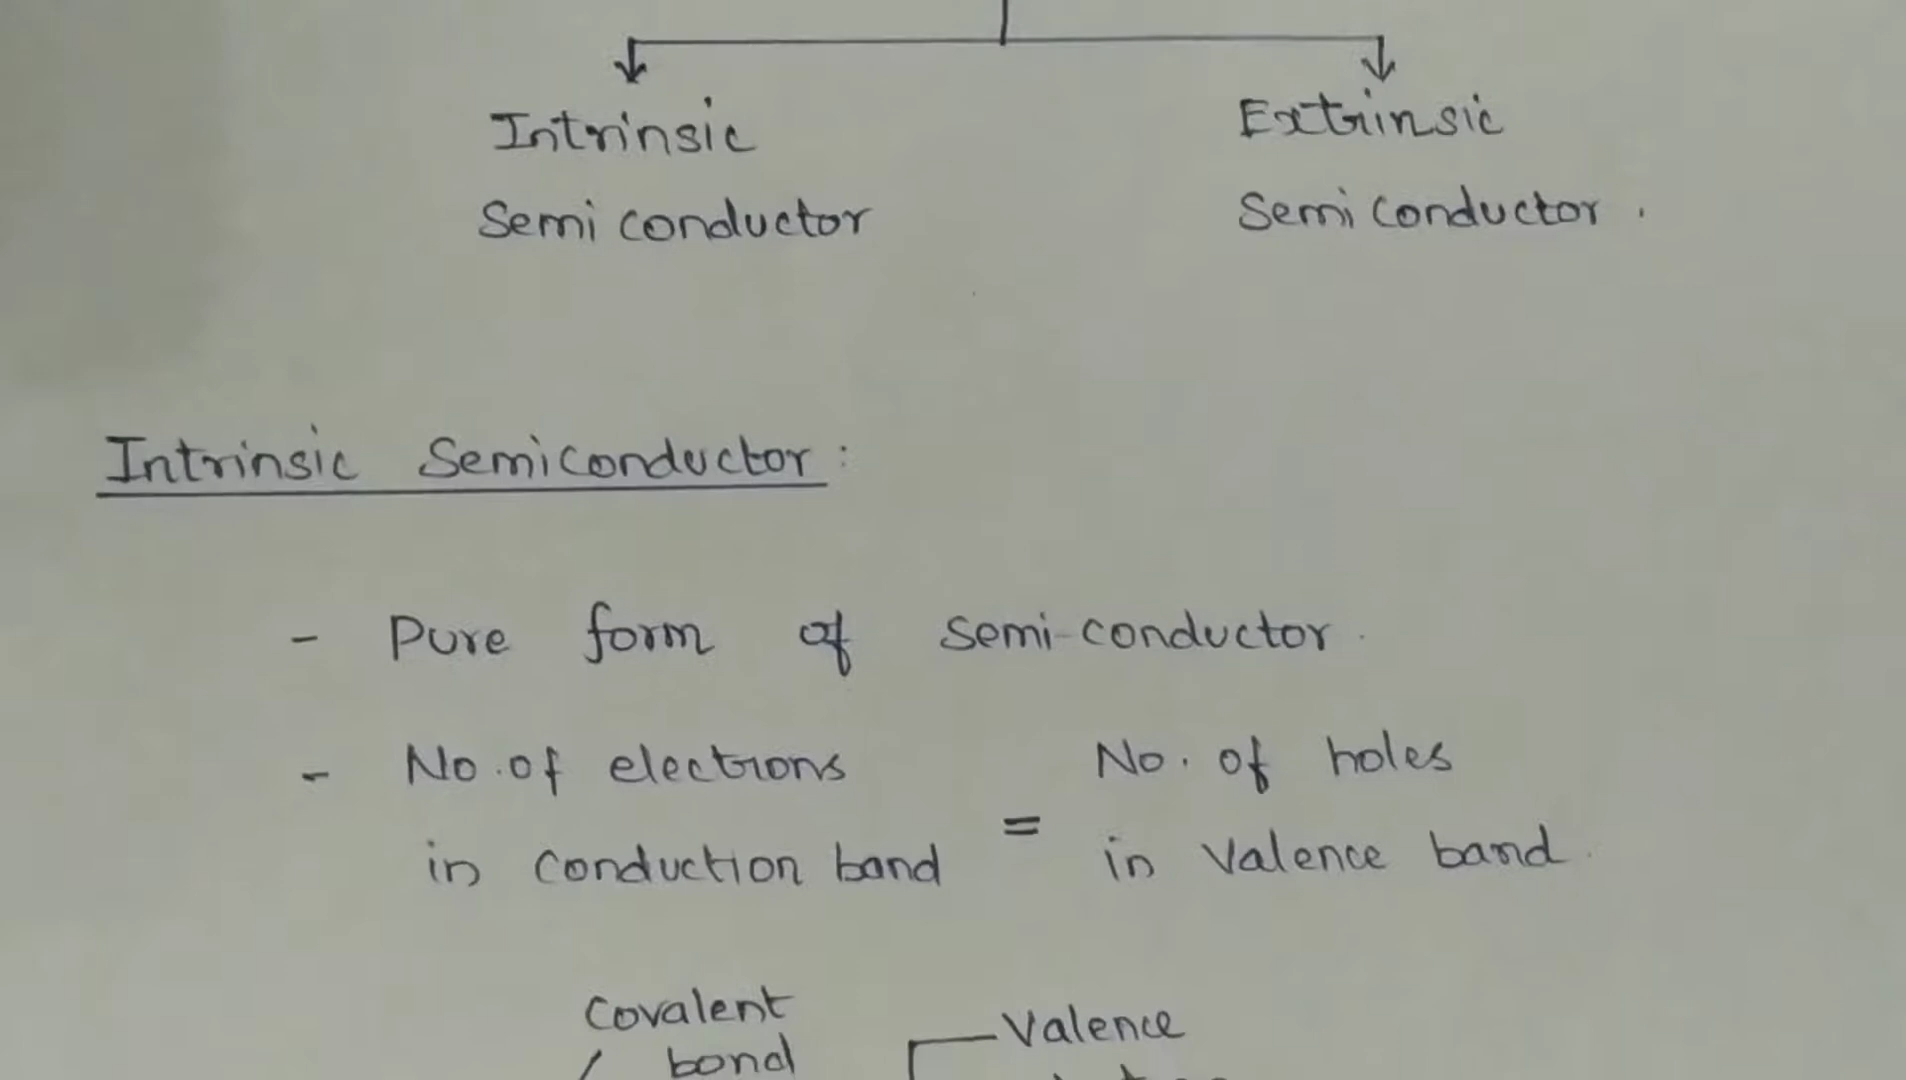 Intrinsic
Semi conductor
Extrinsic
Semi conductor.
Intrinsic Semiconductor:
- Pure form of semi-conductor.
- No. of electrons
in conduction band
=
No. of holes
in Valence band.
Covalent
bond
Valence